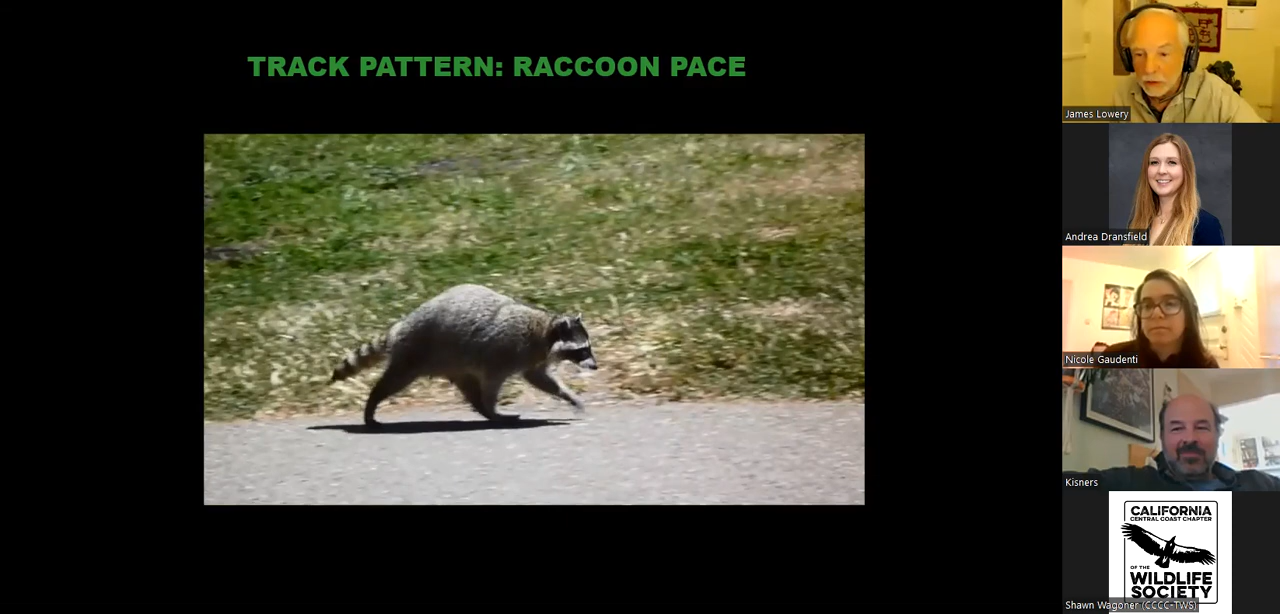 TRACK PATTERN: RACCOON PACE
James Lowery
Andrea Dransfield
Nicole Gaudenti
Kisners
CALIFORNIA
CENTRAL COAST CHAPTER
OF THE
WILDLIFE
SOCIETY
Shawn Wagoner (CCCC-TWS)